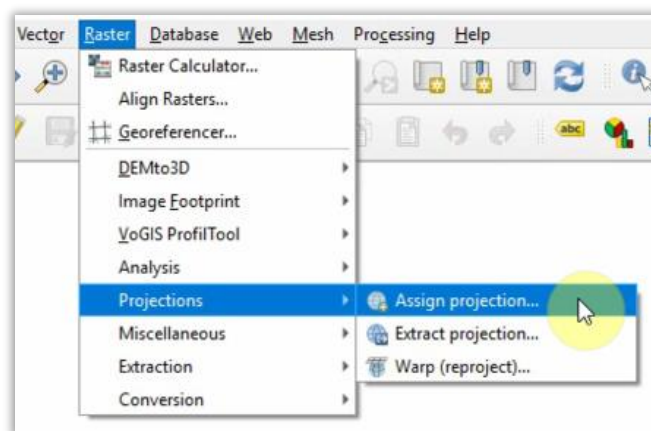 Vector Raster Database Web Mesh Processing Help
Raster Calculator...
Align Rasters...
Georeferencer...
abc
DEMto3D
Image Footprint
VoGIS ProfilTool
Analysis
Projections
Assign projection...
Miscellaneous
Extract projection...
Extraction
Warp (reproject)...
Conversion